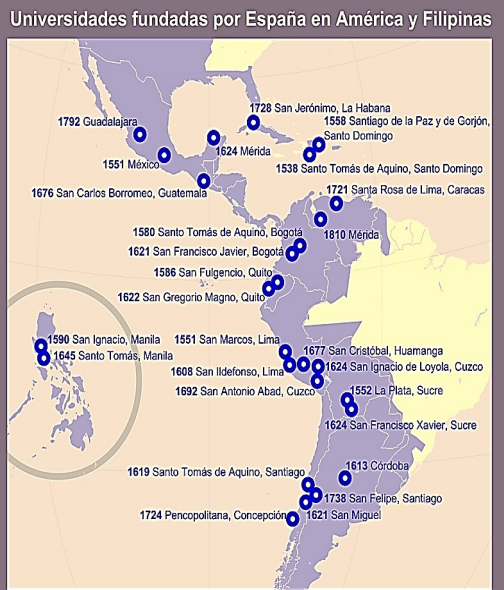 Universidades fundadas por España en América y Filipinas
1728 San Jerónimo, La Habana
1792 Guadalajara
1558 Santiago de la Paz y de Gorjón,
Santo Domingo
1624 Mérida
1551 México
1538 Santo Tomás de Aquino, Santo Domingo
1676 San Carlos Borromeo, Guatemala
1721 Santa Rosa de Lima, Caracas
1580 Santo Tomás de Aquino, Bogotá
1810 Mérida
1621 San Francisco Javier, Bogotá
1586 San Fulgencio, Quito
1622 San Gregorio Magno, Quito
1590 San Ignacio, Manila
1645 Santo Tomás, Manila
1551 San Marcos, Lima
1677 San Cristóbal, Huamanga
1608 San Ildefonso, Lima
1624 San Ignacio de Loyola, Cuzco
1692 San Antonio Abad, Cuzco
1552 La Plata, Sucre
1624 San Francisco Xavier, Sucre
1613 Córdoba
1619 Santo Tomás de Aquino, Santiago
1738 San Felipe, Santiago
1724 Pencopolitana, Concepción
1621 San Miguel